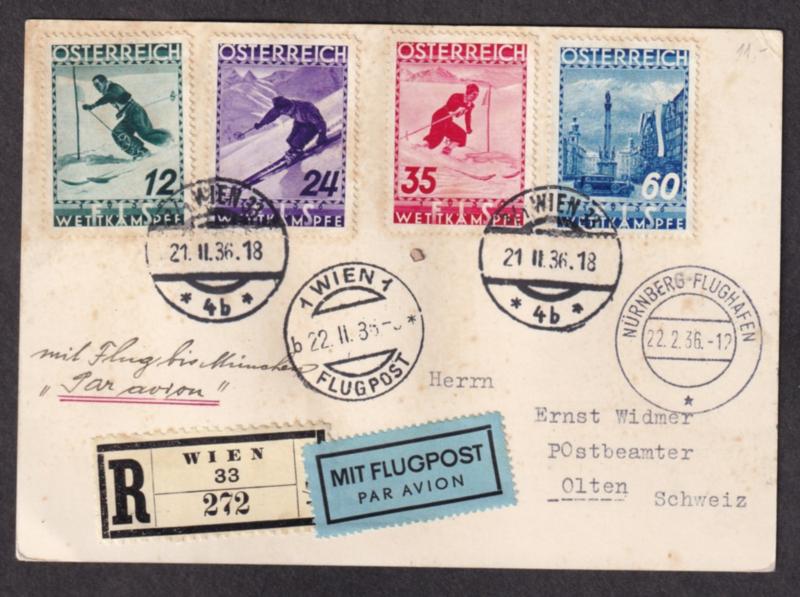 ÖSTERREICH
12
F I S
WETTKÄMPFE
ÖSTERREICH
24
F I S
WETTKÄMPFE
ÖSTERREICH
35
F I S
WETTKÄMPFE
ÖSTERREICH
60
F I S
WETTKÄMPFE
11.-
WIEN
21. II. 36. 18
* 4b *
WIEN
21 II. 36. 18
* 4b *
1 WIEN 1
b 22. II. 36 *
FLUGPOST
NÜRNBERG-FLUGHAFEN
22. 2. 36.-12
*
mit Flug bis München
„Par avion"
Herrn
Ernst Widmer
POstbeamter
Olten Schweiz
R
WIEN
33
272
MIT FLUGPOST
PAR AVION